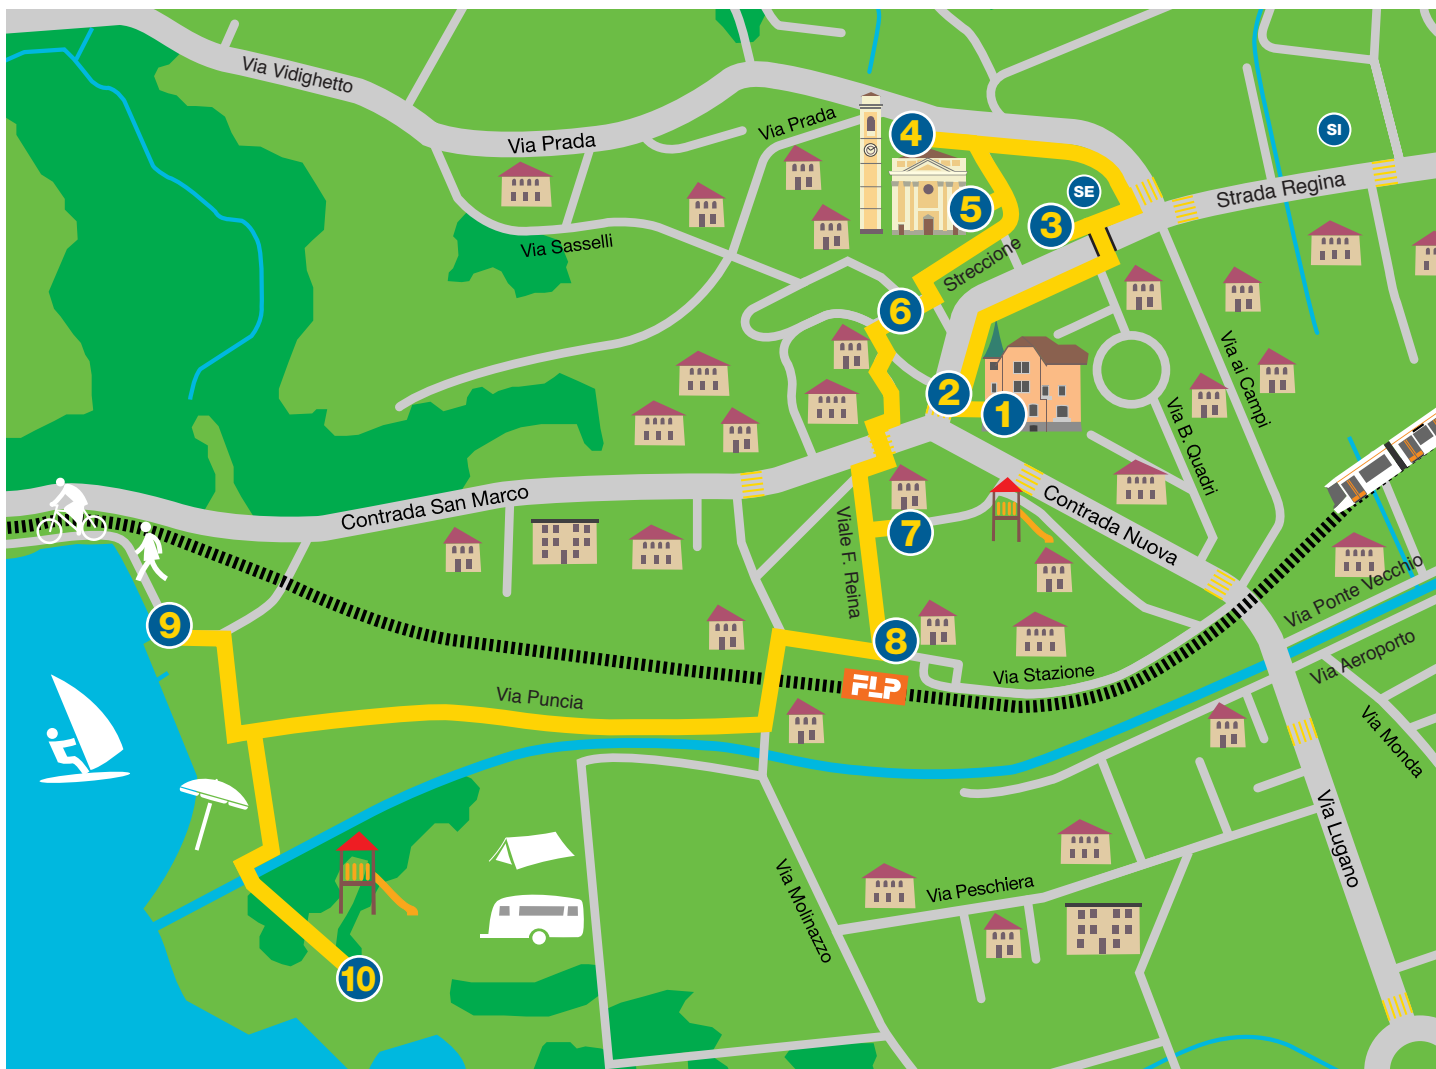 Via Vidighetto
Via Prada
Via Prada
4
SI
SE
Strada Regina
5
3
Via Sasselli
Streccione
6
2
1
Via ai Campi
Via B. Quadri
Contrada San Marco
Contrada Nuova
Viale F. Reina
7
Via Ponte Vecchio
9
8
Via Aeroporto
FLP
Via Stazione
Via Puncia
Via Monda
Via Lugano
Via Peschiera
Via Molinazzo
10